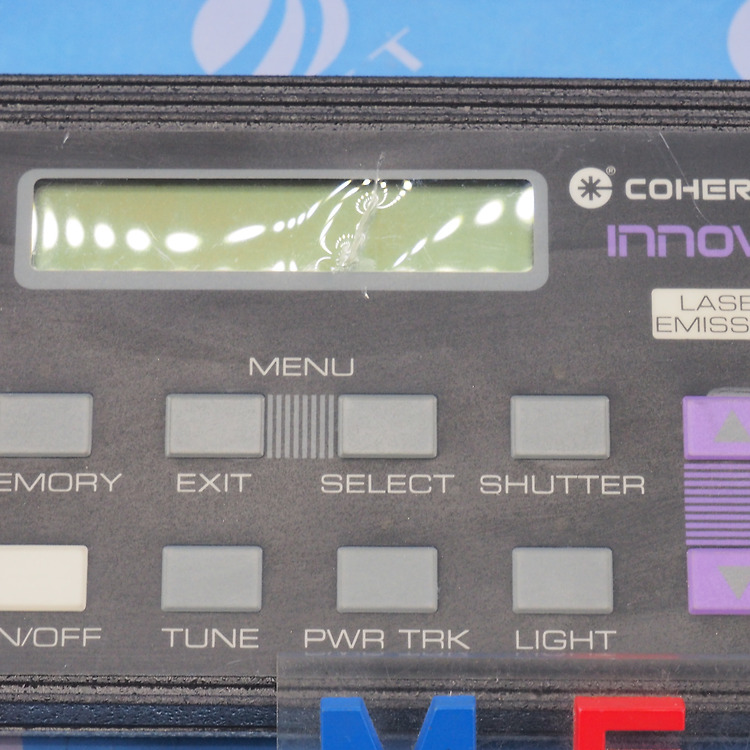 T
COHER
INNOV
LASE
EMISS
MENU
EMORY EXIT SELECT SHUTTER
N/OFF TUNE PWR TRK LIGHT